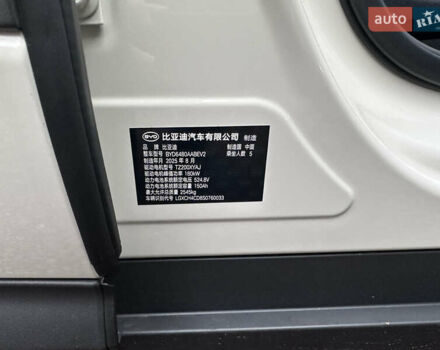 auto RIA
BYD 比亚迪汽车有限公司 制造
品 牌 比亚迪 制造国 中国
整车型号 BYD6480AABEV2 乘坐人数 5
制造年月 2025 年 8 月
驱动电机型号 TZ200XYAJ
驱动电机峰值功率 160kW
动力电池系统额定电压 524.8V
动力电池系统额定容量 150Ah
最大允许总质量 2545kg
车辆识别代号 LGXCH4CD8S0760033